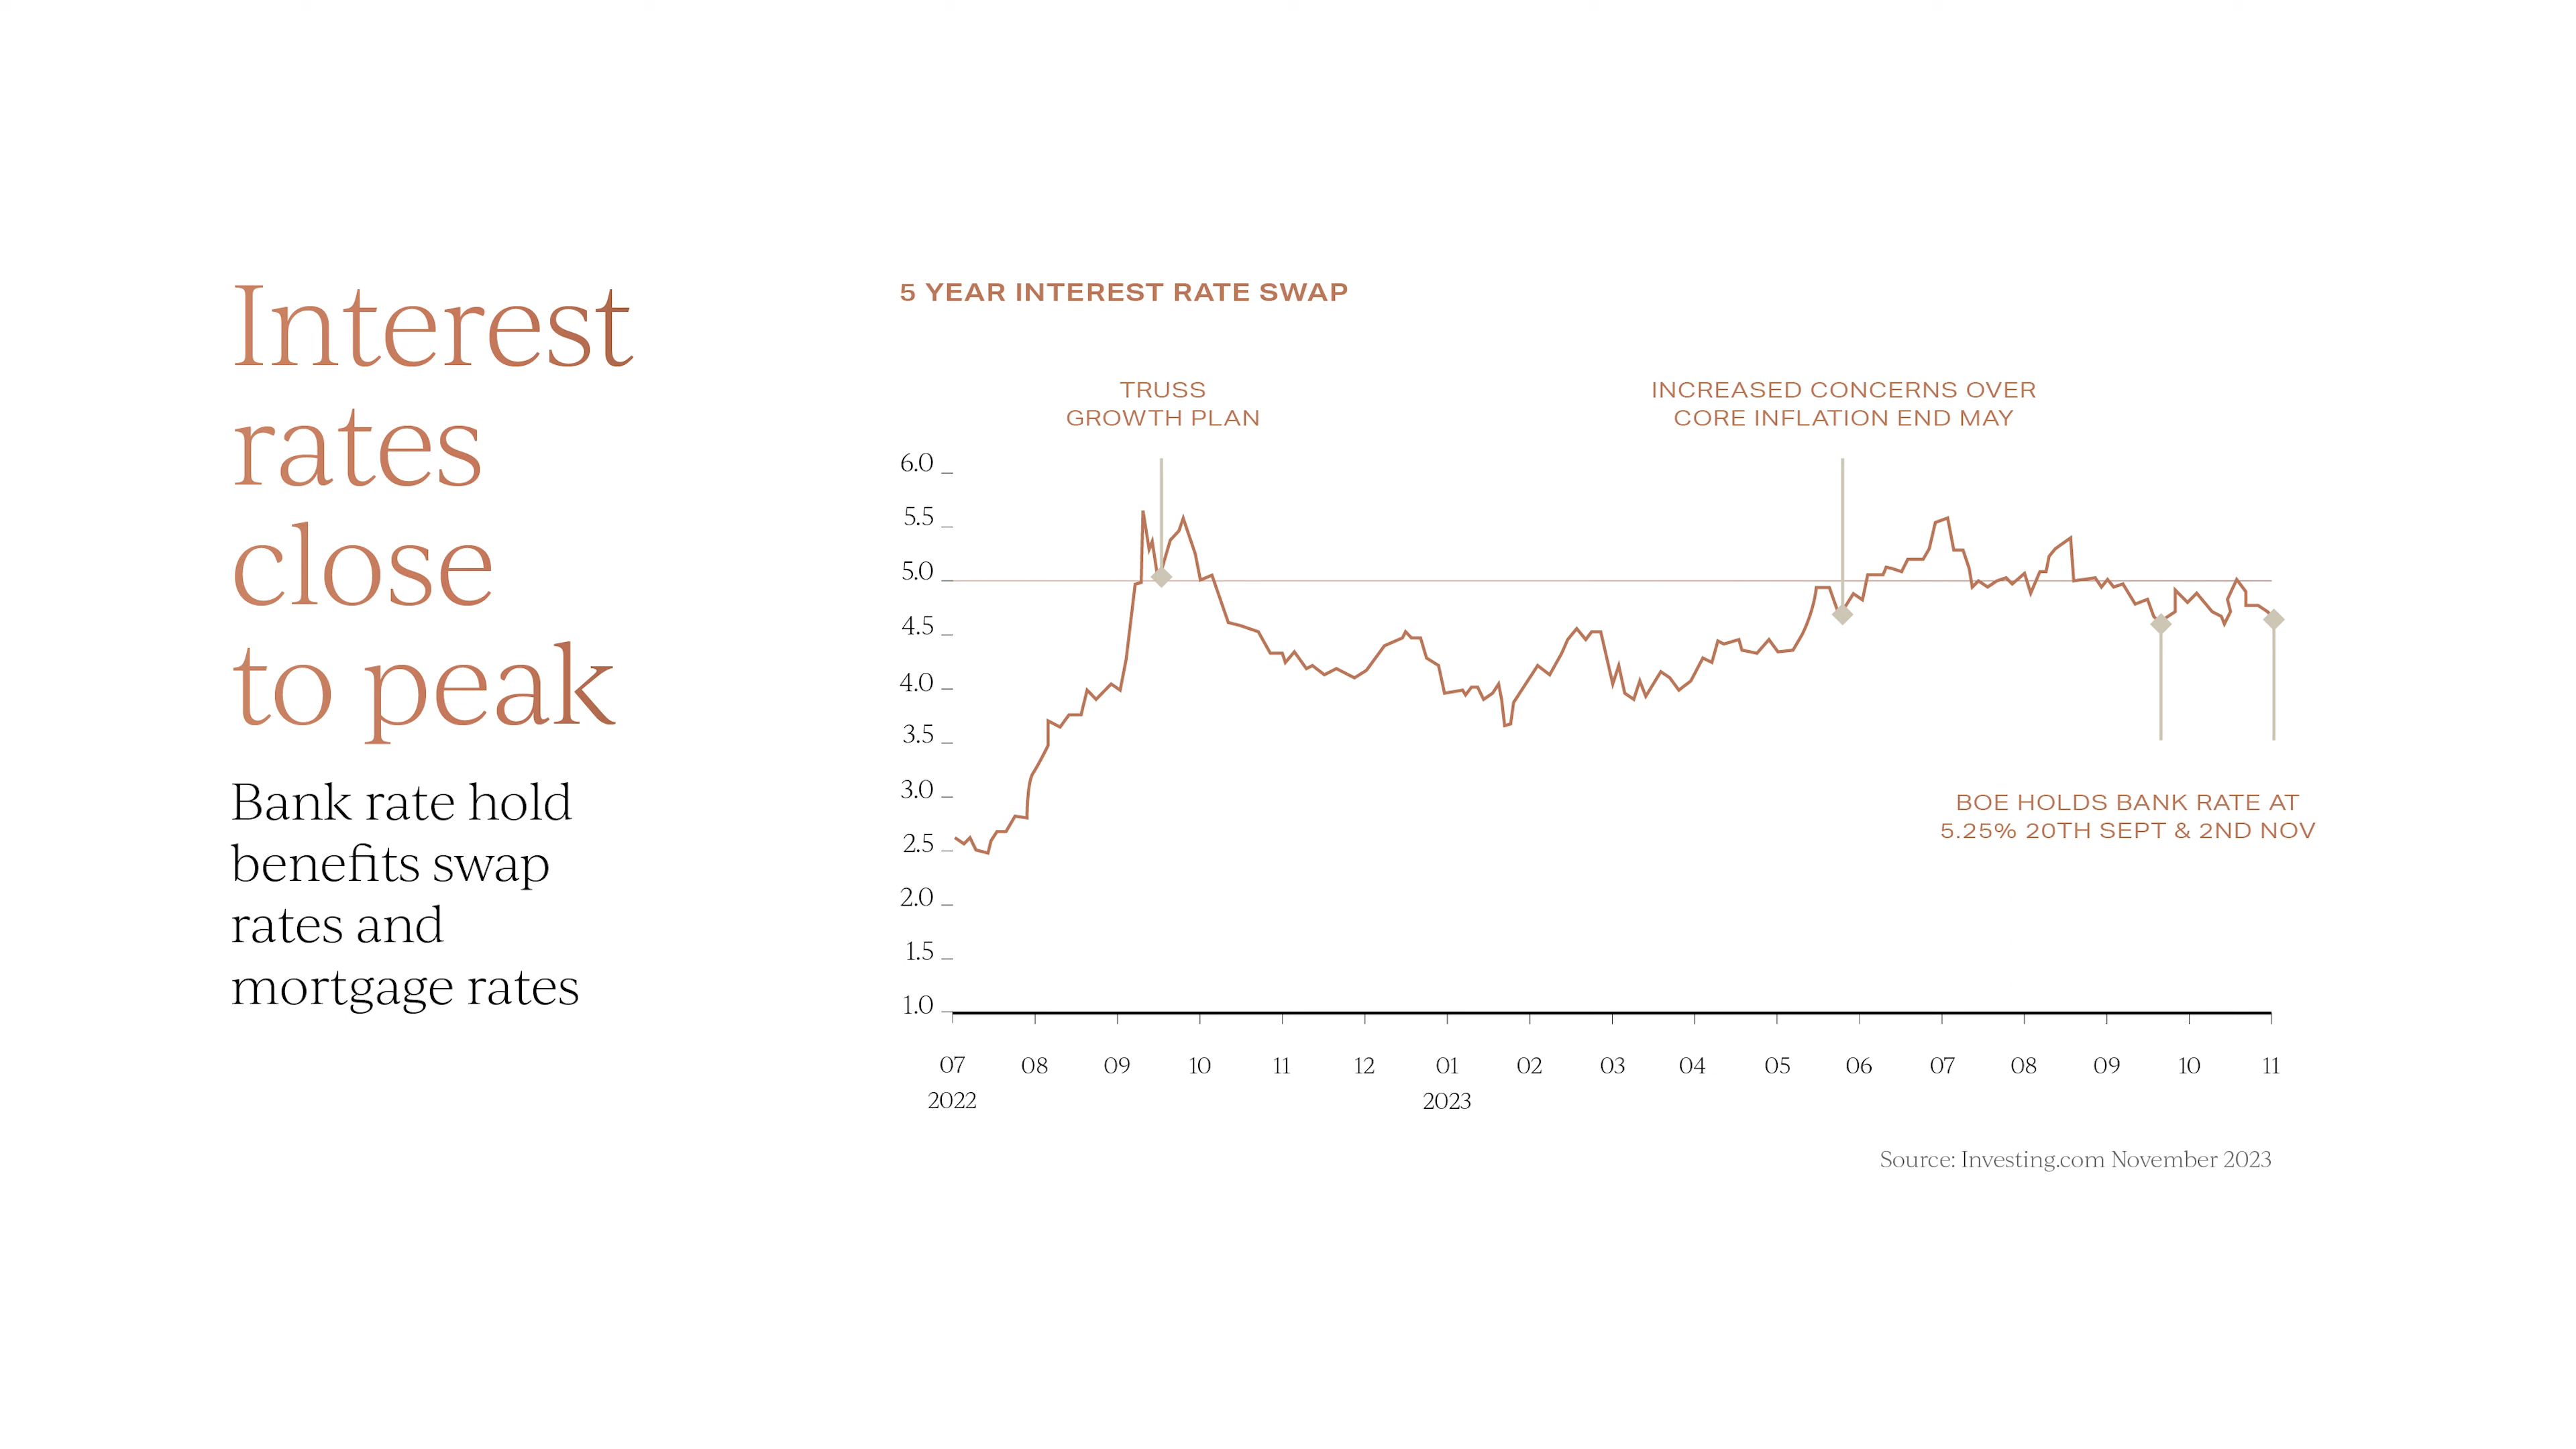 Interest
rates
close
to peak
Bank rate hold
benefits swap
rates and
mortgage rates
5 YEAR INTEREST RATE SWAP
TRUSS
GROWTH PLAN
INCREASED CONCERNS OVER
CORE INFLATION END MAY
6.0
5.5
5.0
4.5
4.0
3.5
3.0
2.5
2.0
1.5
1.0
BOE HOLDS BANK RATE AT
5.25% 20TH SEPT & 2ND NOV
07 08 09 10 11 12 01 02 03 04 05 06 07 08 09 10 11
2022 2023
Source: Investing.com November 2023